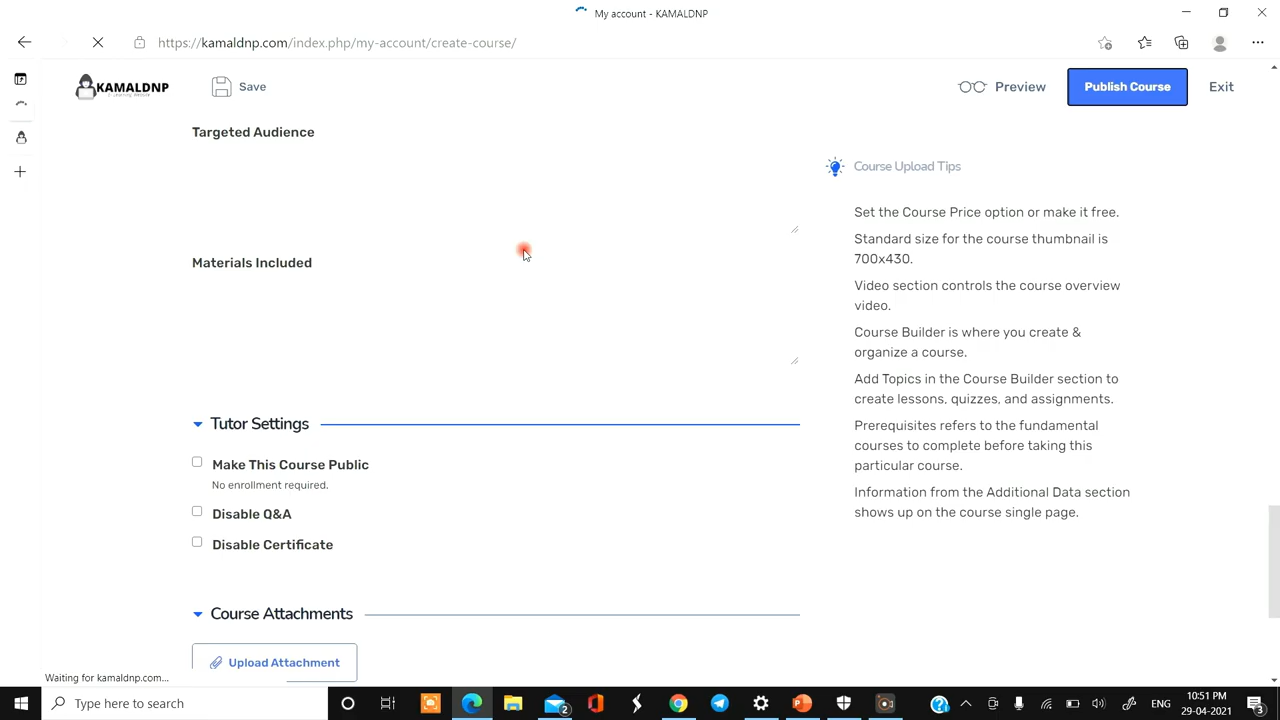 My account - KAMALDNP
https://kamaldnp.com/index.php/my-account/create-course/
KAMALDNP
Save
Preview
Publish Course
Exit
Targeted Audience
Materials Included
Tutor Settings
Make This Course Public
No enrollment required.
Disable Q&A
Disable Certificate
Course Attachments
Upload Attachment
Course Upload Tips
Set the Course Price option or make it free.
Standard size for the course thumbnail is
700x430.
Video section controls the course overview
video.
Course Builder is where you create &
organize a course.
Add Topics in the Course Builder section to
create lessons, quizzes, and assignments.
Prerequisites refers to the fundamental
courses to complete before taking this
particular course.
Information from the Additional Data section
shows up on the course single page.
Waiting for kamaldnp.com...
Type here to search
2
ENG
10:51 PM
29-04-2021
3